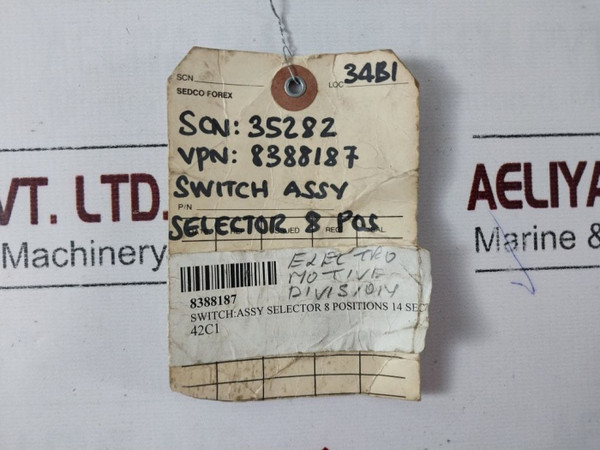 SCN
LOC 34B1
SEDCO FOREX
SCN: 35282
VPN: 8388187
SWITCH ASSY
P/N
SELECTOR 8 POS
ELECTRO
MOTIVE
DIVISION
8388187
SWITCH:ASSY SELECTOR 8 POSITIONS 14 SEC
42C1
VT. LTD.
Machinery
AELIYA
Marine &